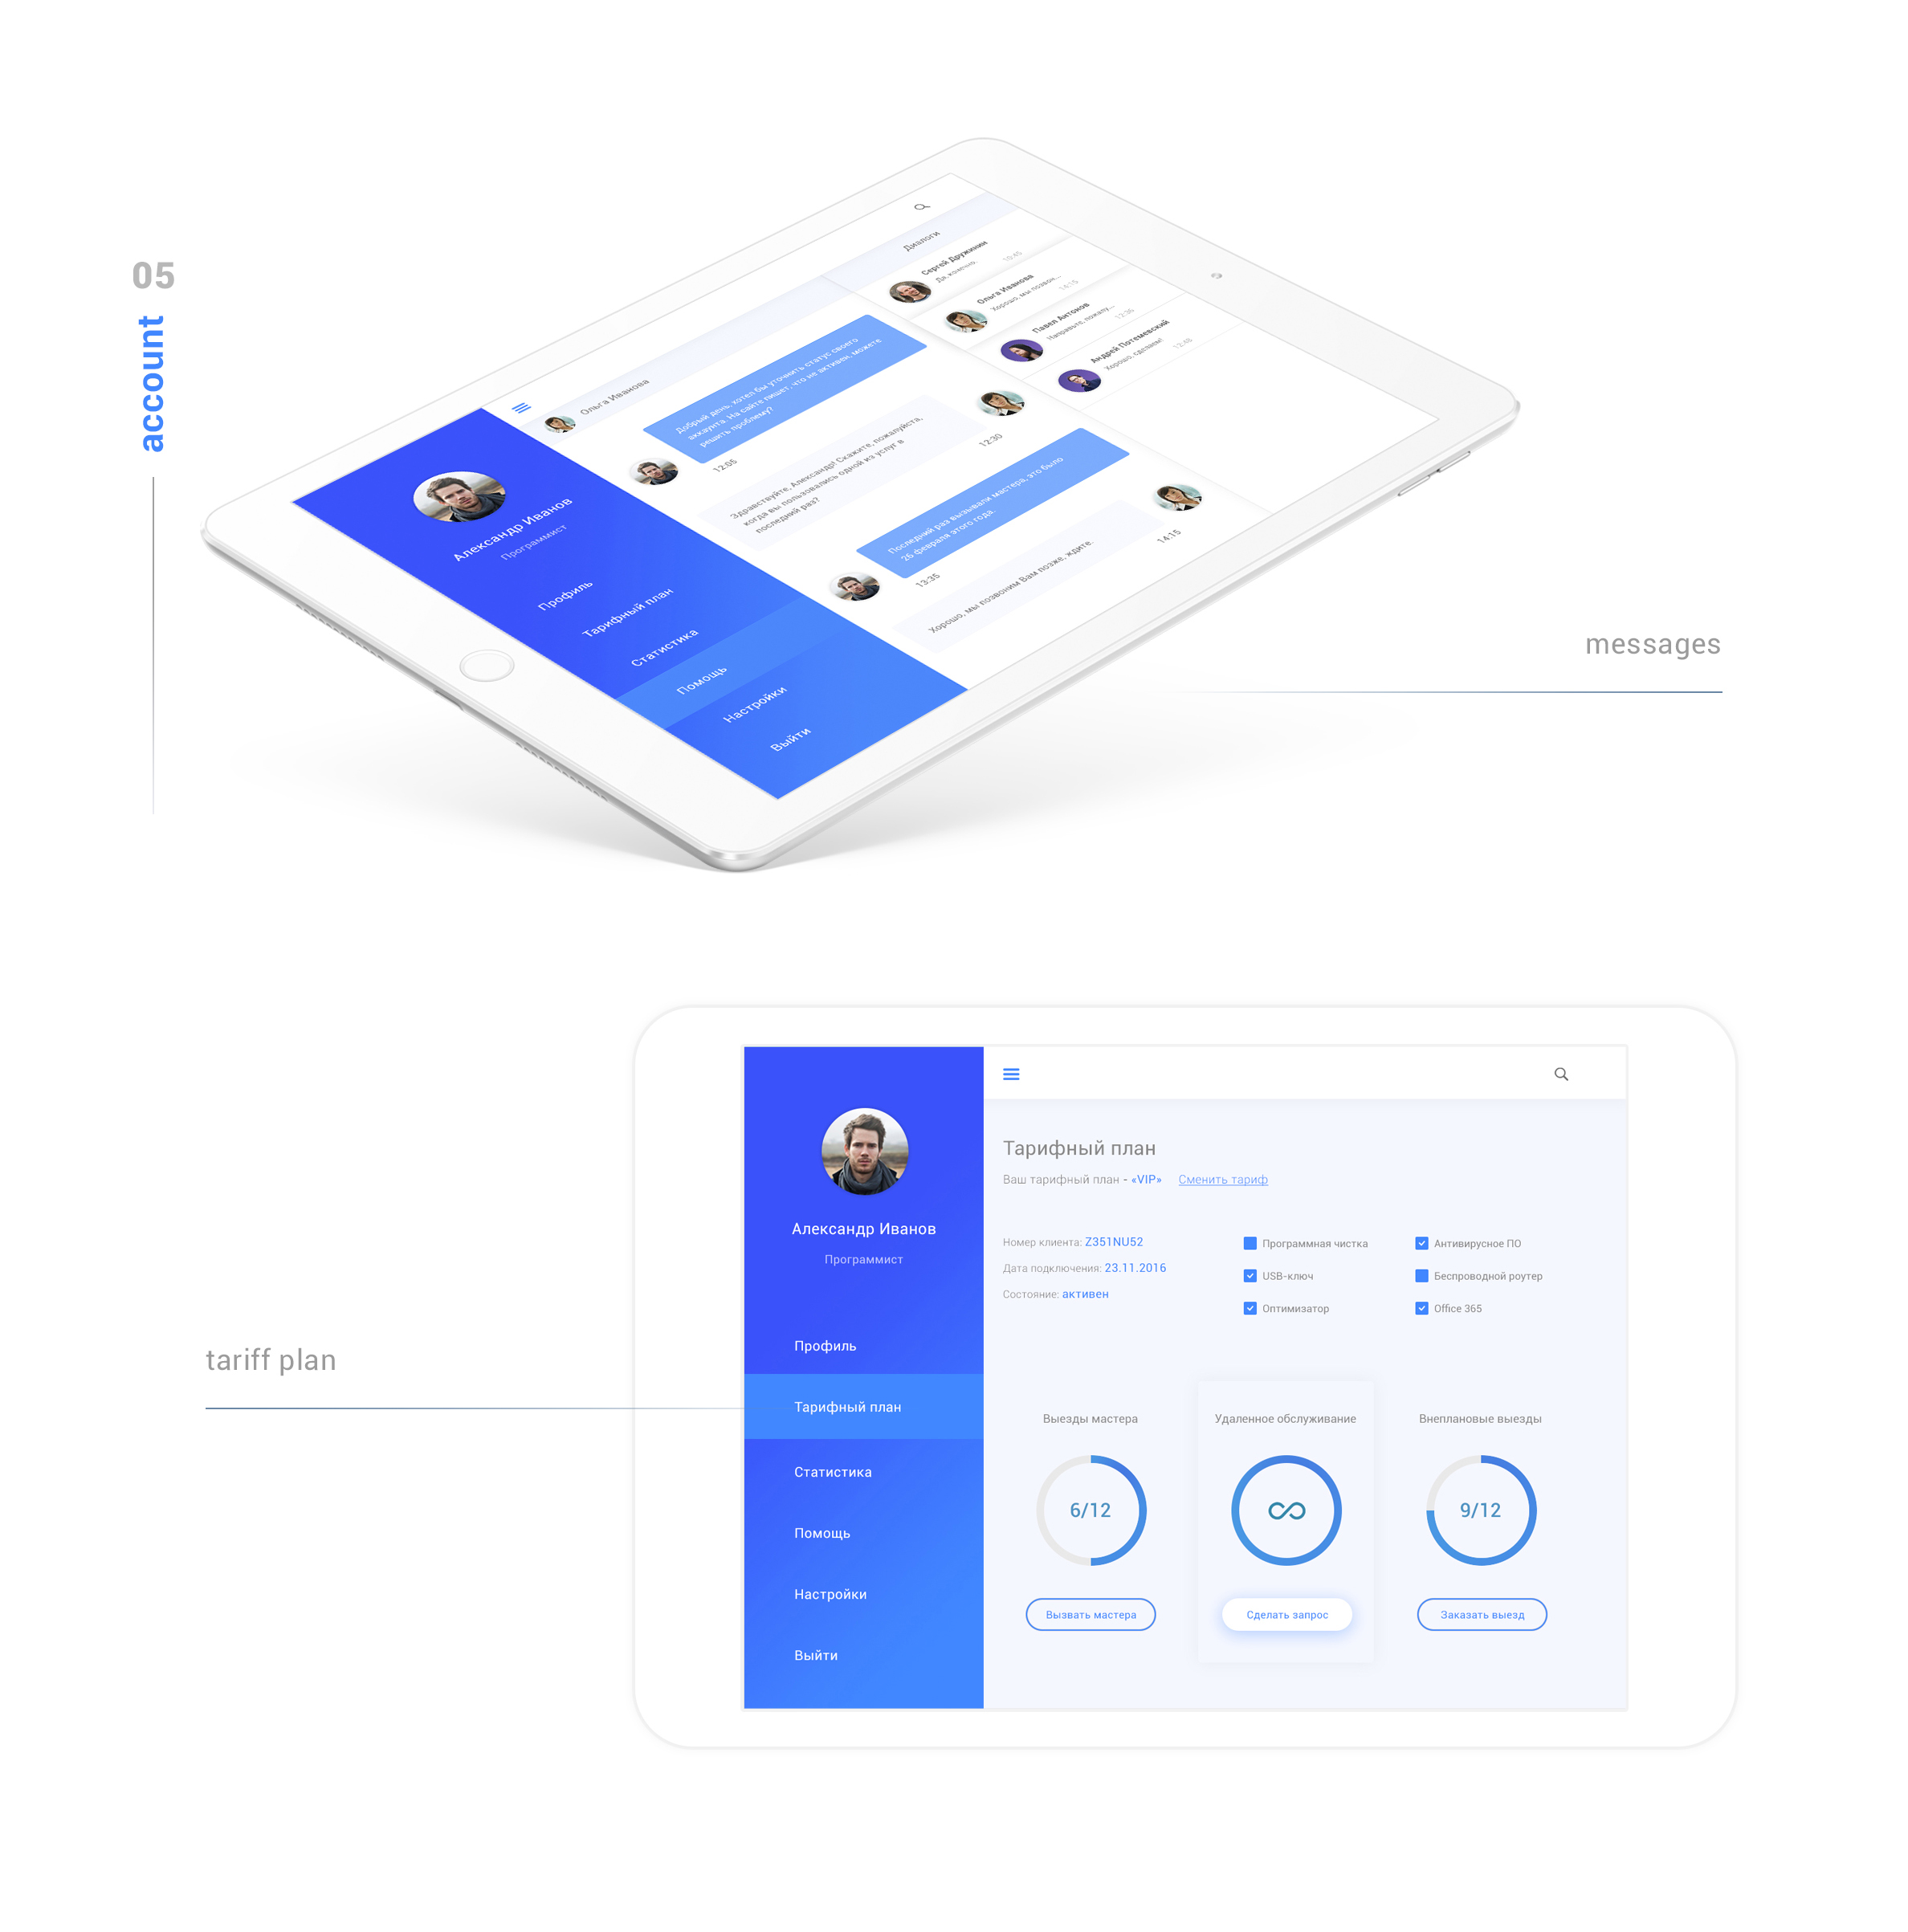 05
account
Диалоги
Сергей Дружинин
Да, конечно.
10:45
Ольга Иванова
Хорошо, мы позвон...
14:15
Павел Антонов
Направьте, пожалу...
12:36
Андрей Потемевский
Хорошо, сделаем!
12:48
Ольга Иванова
Добрый день, хотел бы уточнить статус своего
аккаунта. На сайте пишет, что не активен, можете
решить проблему?
12:05
Здравствуйте, Александр! Скажите, пожалуйста,
когда вы пользовались одной из услуг в
последний раз?
12:30
Последний раз вызывали мастера, это было
26 февраля этого года.
13:35
Хорошо, мы позвоним Вам позже, ждите.
14:15
Александр Иванов
Программист
Профиль
Тарифный план
Статистика
Помощь
Настройки
Выйти
messages
tariff plan
Александр Иванов
Программист
Профиль
Тарифный план
Статистика
Помощь
Настройки
Выйти
Тарифный план
Ваш тарифный план - «VIP» Сменить тариф
Номер клиента: Z351NU52
Дата подключения: 23.11.2016
Состояние: активен
Программная чистка
USB-ключ
Оптимизатор
Антивирусное ПО
Беспроводной роутер
Office 365
Выезды мастера
6/12
Вызвать мастера
Удаленное обслуживание
Сделать запрос
Внеплановые выезды
9/12
Заказать выезд